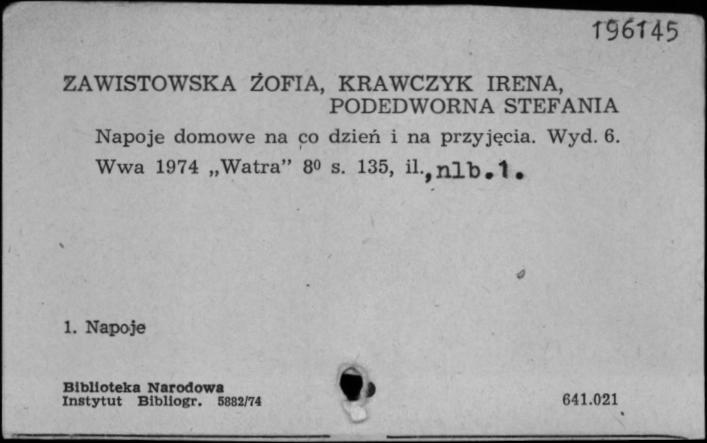 196145
ZAWISTOWSKA ŻOFIA, KRAWCZYK IRENA,
PODEDWORNA STEFANIA
Napoje domowe na co dzień i na przyjęcia. Wyd. 6.
Wwa 1974 „Watra” 8⁰ s. 135, il., nlb.1.
1. Napoje
Biblioteka Narodowa
Instytut Bibliogr. 5882/74
641.021